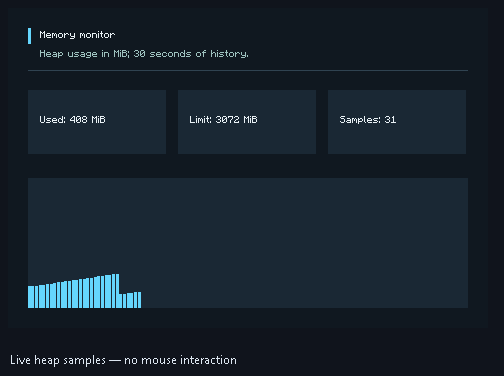 Memory monitor
Heap usage in MiB; 30 seconds of history.
Used: 408 MiB
Limit: 3072 MiB
Samples: 31
Live heap samples — no mouse interaction